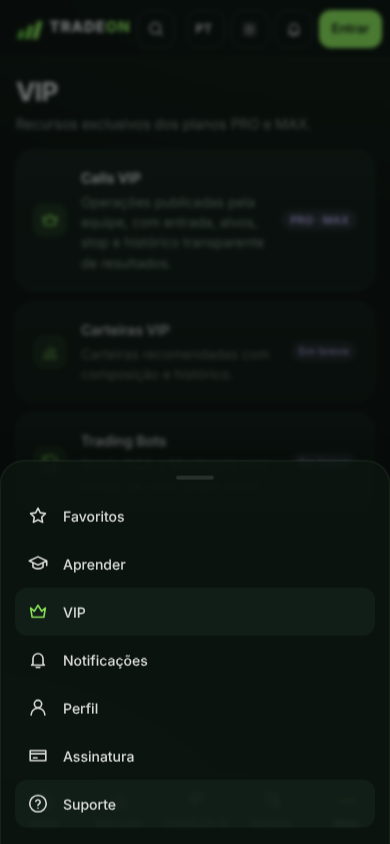 TRADEON
PT
Entrar
VIP
Recursos exclusivos dos planos PRO e MAX.
Calls VIP
Operações publicadas pela
equipe, com entrada, alvos,
stop e histórico transparente
de resultados.
PRO · MAX
Carteiras VIP
Carteiras recomendadas com
composição e histórico.
Em breve
Trading Bots
Favoritos
Aprender
VIP
Notificações
Perfil
Assinatura
Suporte